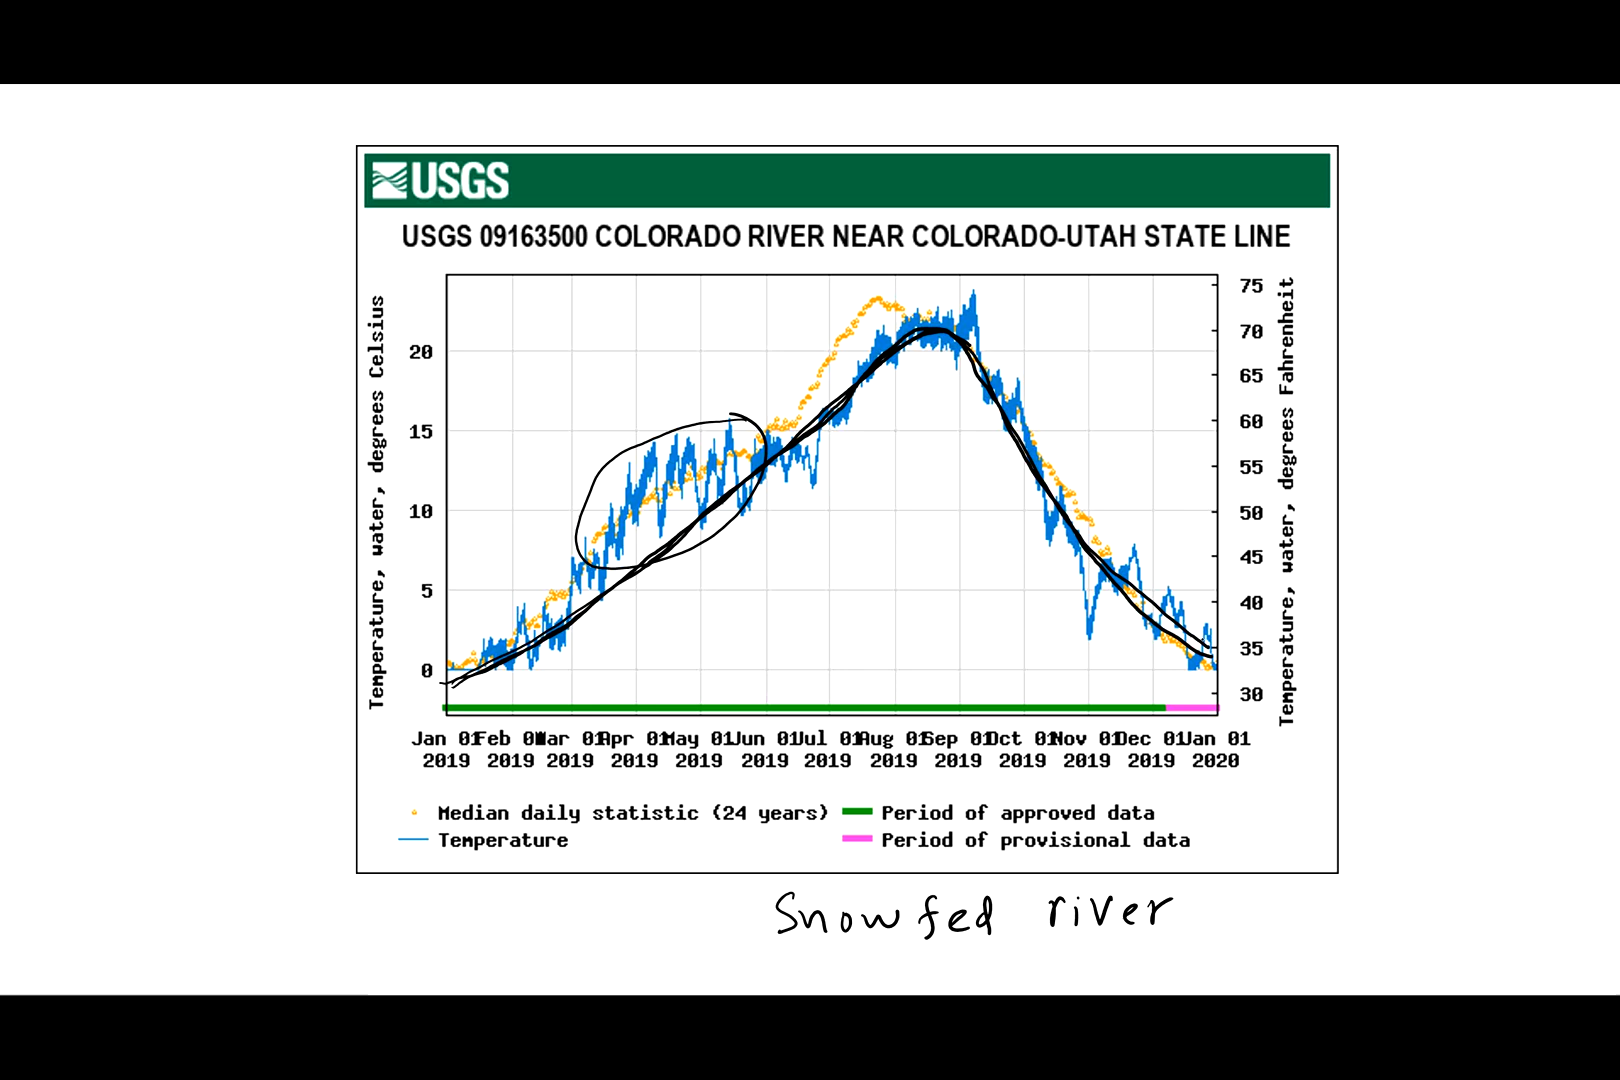 USGS
USGS 09163500 COLORADO RIVER NEAR COLORADO-UTAH STATE LINE
Temperature, water, degrees Celsius
20
15
10
5
0
75
70
65
60
55
50
45
40
35
30
Temperature, water, degrees Fahrenheit
Jan 01 Feb 01 Mar 01 Apr 01 May 01 Jun 01 Jul 01 Aug 01 Sep 01 Oct 01 Nov 01 Dec 01 Jan 01
2019 2019 2019 2019 2019 2019 2019 2019 2019 2019 2019 2019 2020
Median daily statistic (24 years) Period of approved data
Temperature Period of provisional data
Snowfed river